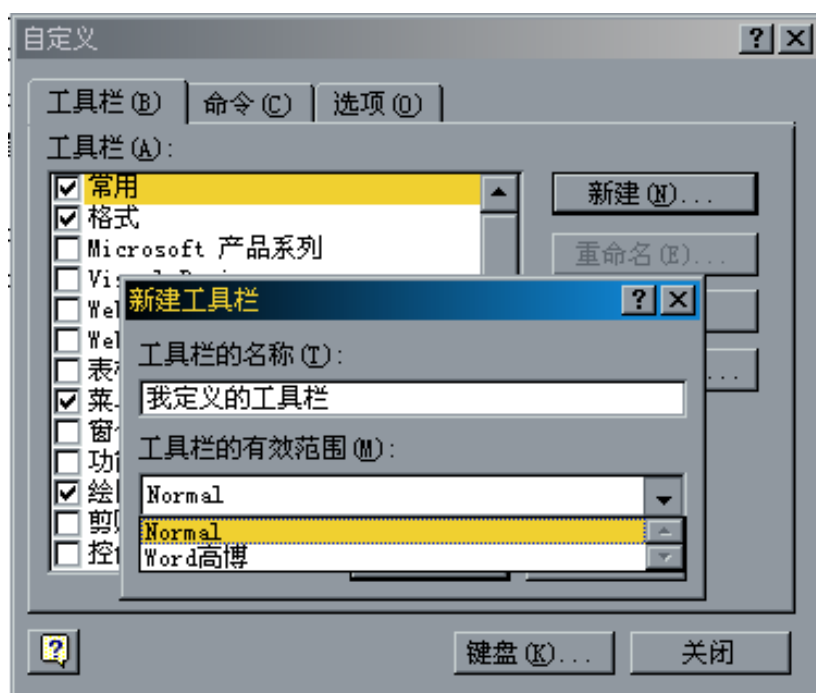 自定义
工具栏(B)
命令(C)
选项(O)
工具栏(A):
常用
格式
Microsoft 产品系列
新建(N)...
重命名(E)...
新建工具栏
工具栏的名称(T):
我定义的工具栏
工具栏的有效范围(M):
Normal
Normal
Word高博
键盘(K)...
关闭